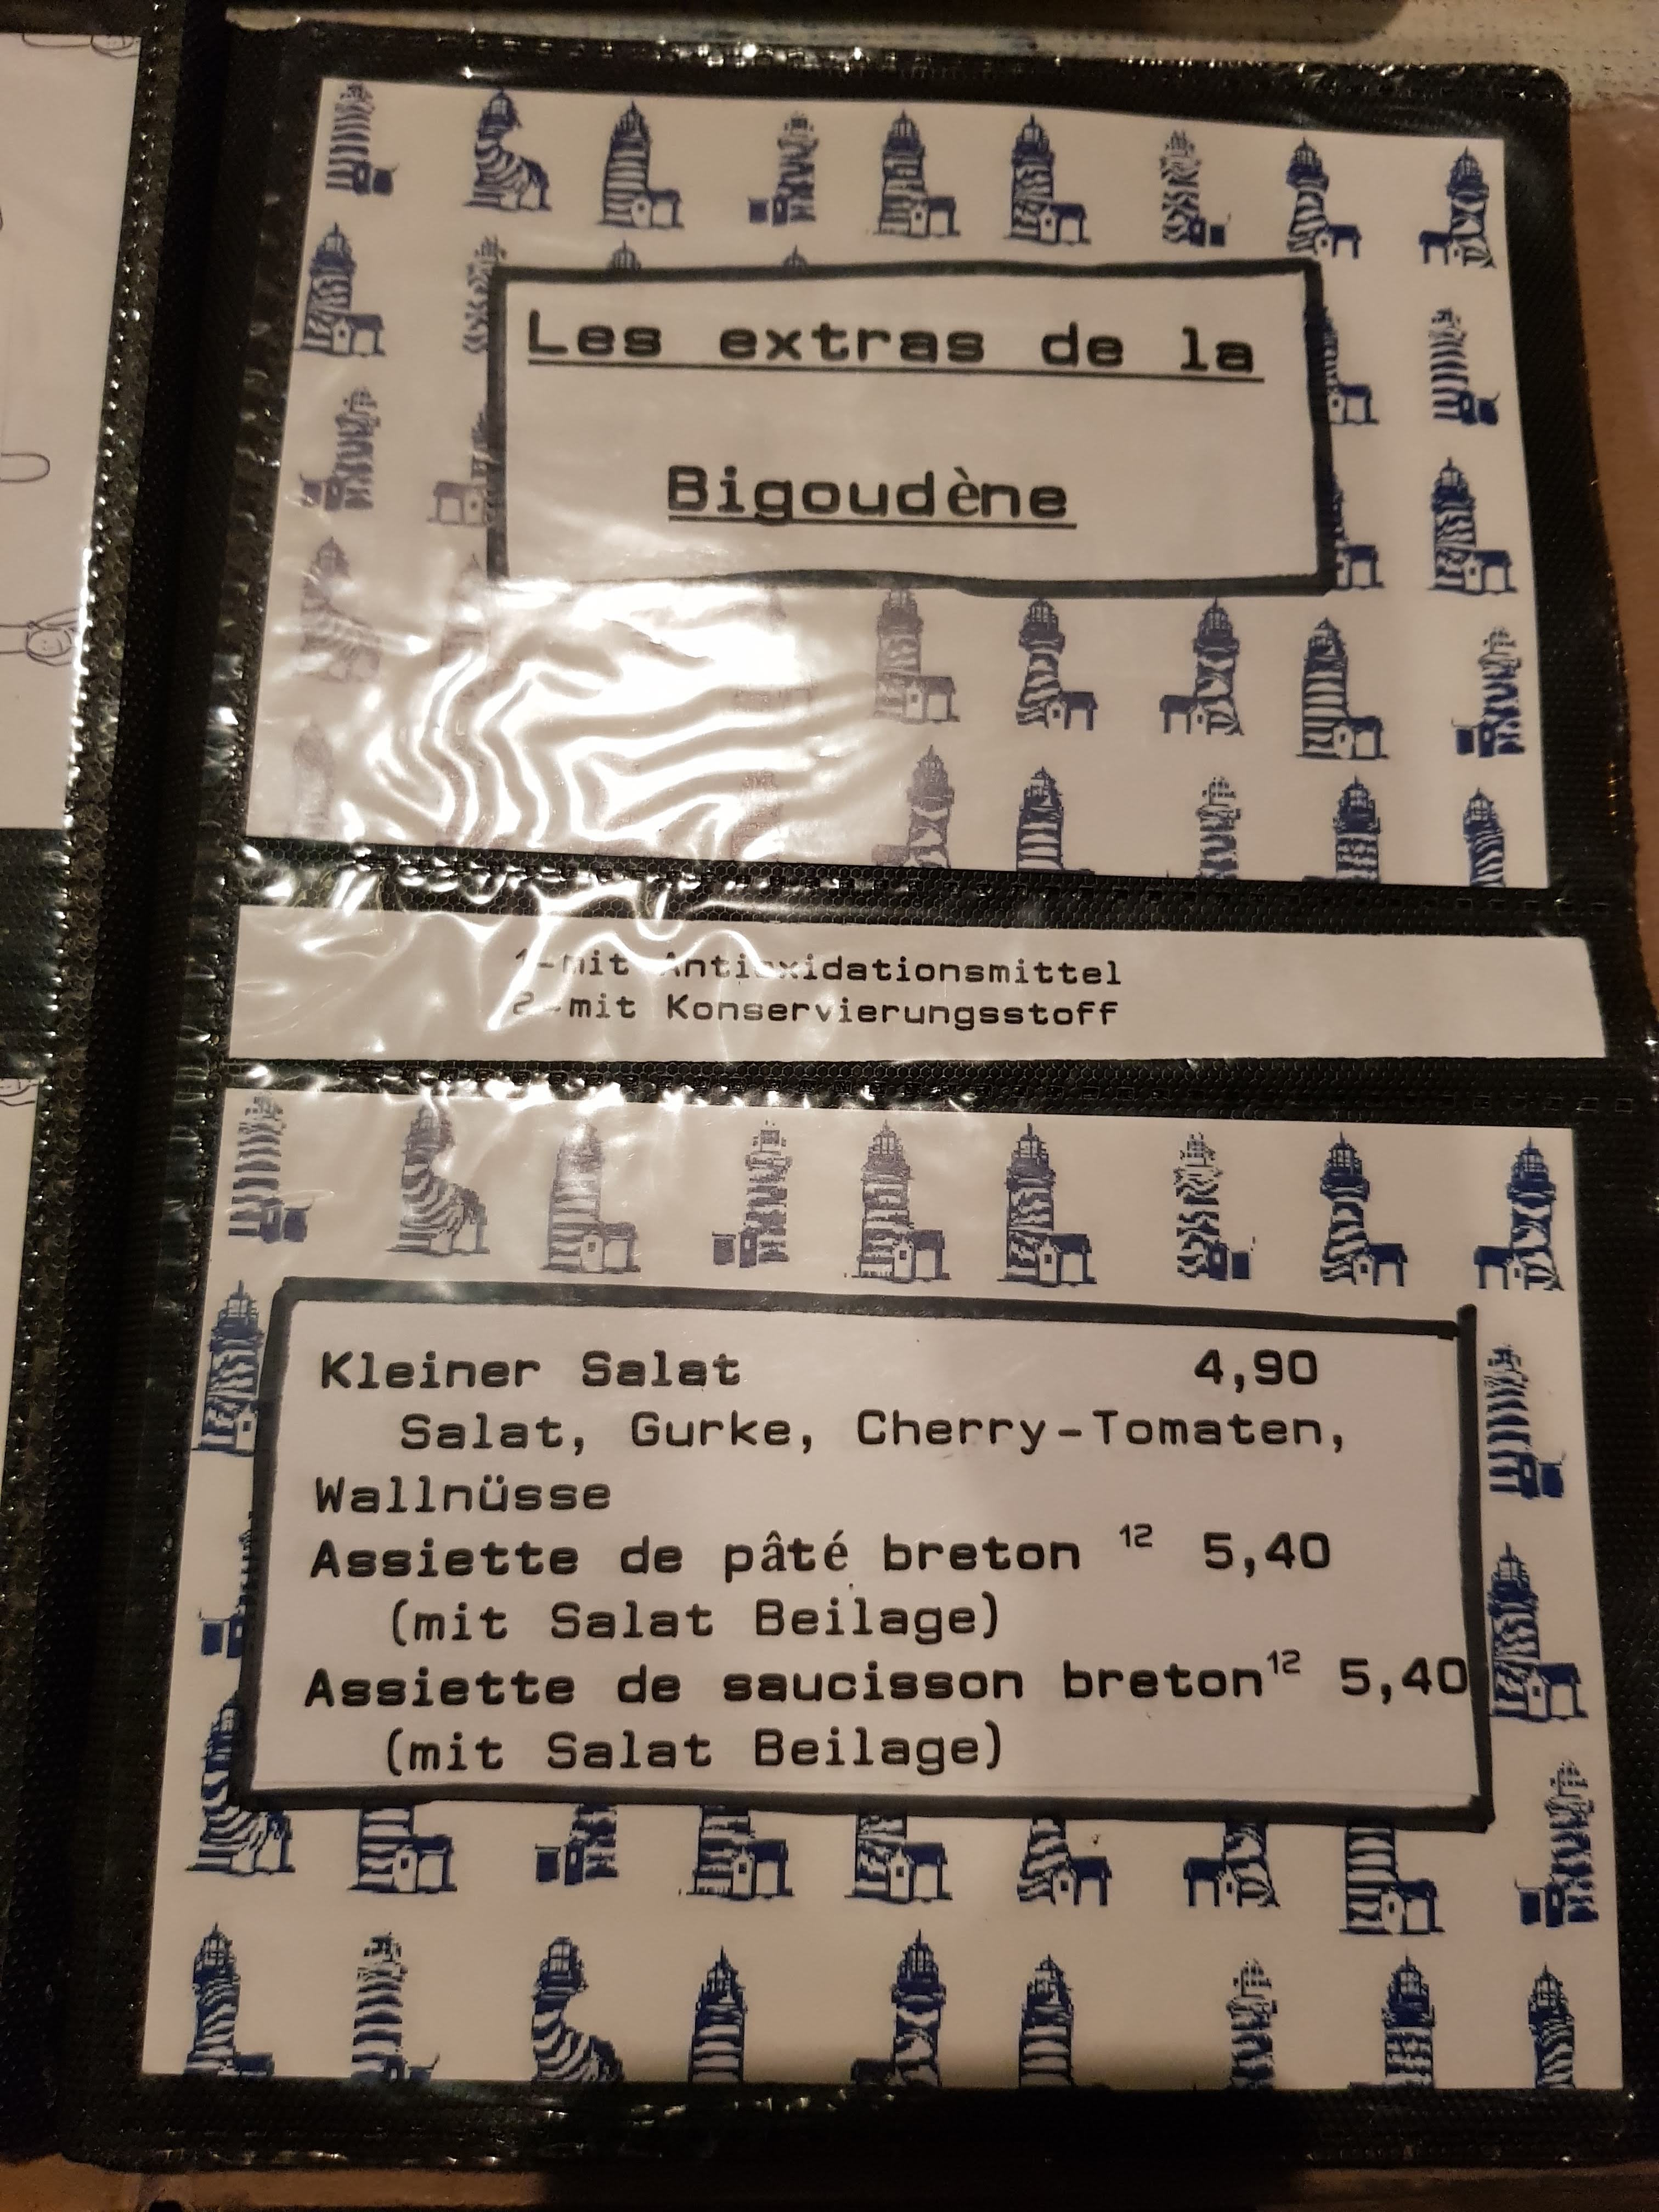 Les extras de la
Bigoudène
1-mit Antioxidationsmittel
2-mit Konservierungsstoff
Kleiner Salat 4,90
Salat, Gurke, Cherry-Tomaten,
Wallnüsse
Assiette de pâté breton 12 5,40
(mit Salat Beilage)
Assiette de saucisson breton12 5,40
(mit Salat Beilage)